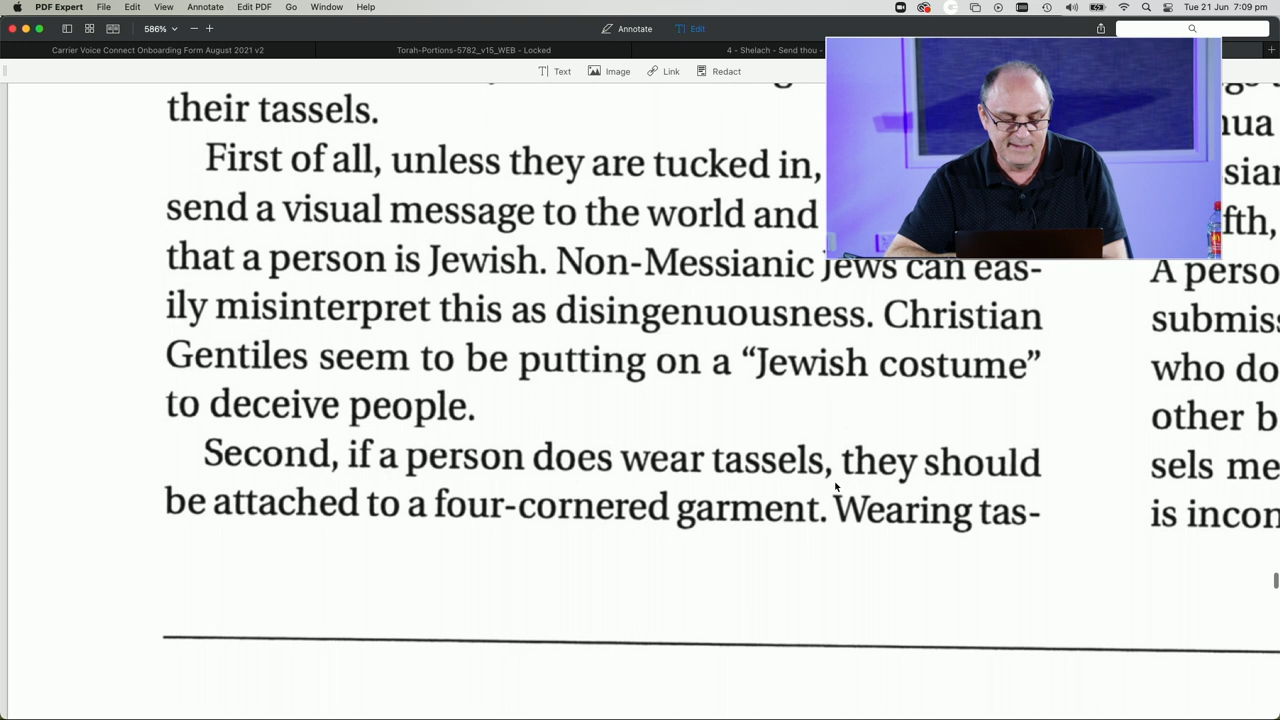 PDF Expert File Edit View Annotate Edit PDF Go Window Help Tue 21 Jun 7:09 pm
586% Annotate Edit
Carrier Voice Connect Onboarding Form August 2021 v2 Torah-Portions-5782_v15_WEB - Locked 4 - Shelach - Send thou -
Text Image Link Redact
their tassels.
First of all, unless they are tucked in,
send a visual message to the world and
that a person is Jewish. Non-Messianic Jews can eas-
ily misinterpret this as disingenuousness. Christian
Gentiles seem to be putting on a “Jewish costume”
to deceive people.
Second, if a person does wear tassels, they should
be attached to a four-cornered garment. Wearing tas-
A perso
submiss
who do
other b
sels me
is incon